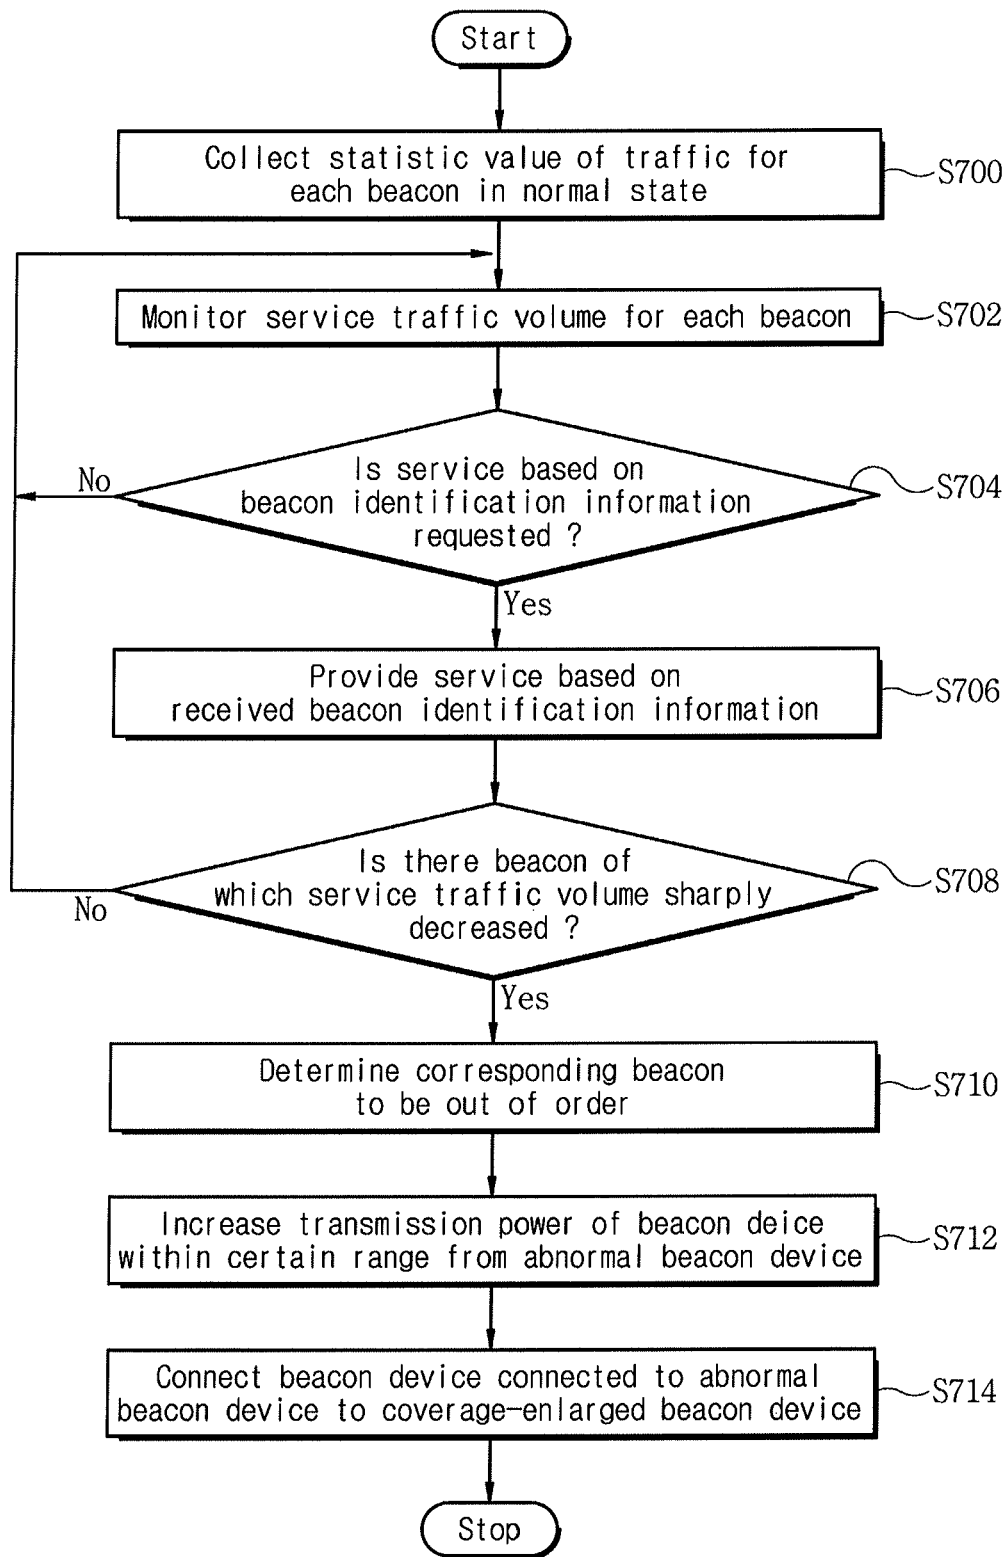 Start
Collect statistic value of traffic for
each beacon in normal state
S700
Monitor service traffic volume for each beacon
S702
Is service based on
beacon identification information
requested ?
S704
No
Yes
Provide service based on
received beacon identification information
S706
Is there beacon of
which service traffic volume sharply
decreased ?
S708
No
Yes
Determine corresponding beacon
to be out of order
S710
Increase transmission power of beacon deice
within certain range from abnormal beacon device
S712
Connect beacon device connected to abnormal
beacon device to coverage-enlarged beacon device
S714
Stop